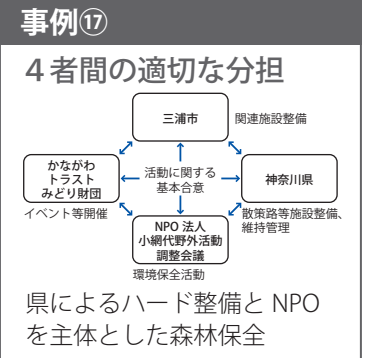 事例⑰
4者間の適切な分担
三浦市
関連施設整備
かながわ
トラスト
みどり財団
イベント等開催
活動に関する
基本合意
神奈川県
散策路等施設整備、
維持管理
NPO 法人
小網代野外活動
調整会議
環境保全活動
県によるハード整備と NPO
を主体とした森林保全